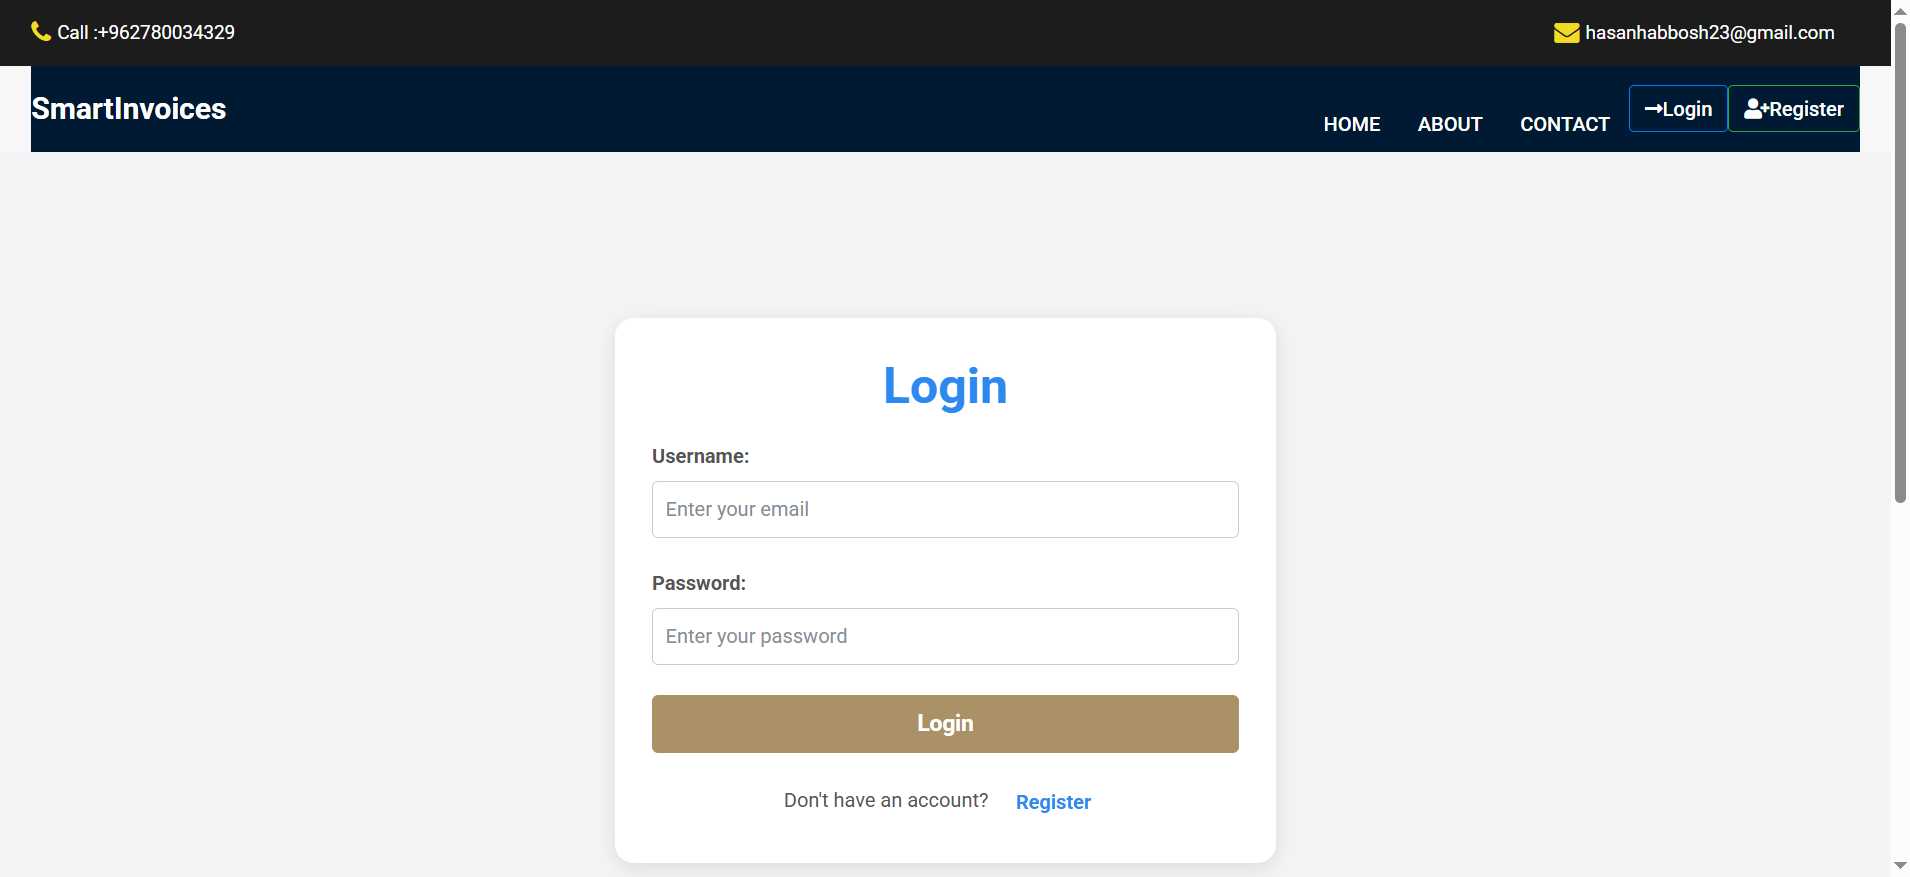 Call :+962780034329
hasanhabbosh23@gmail.com
SmartInvoices
HOME ABOUT CONTACT Login Register
Login
Username:
Enter your email
Password:
Enter your password
Login
Don't have an account? Register